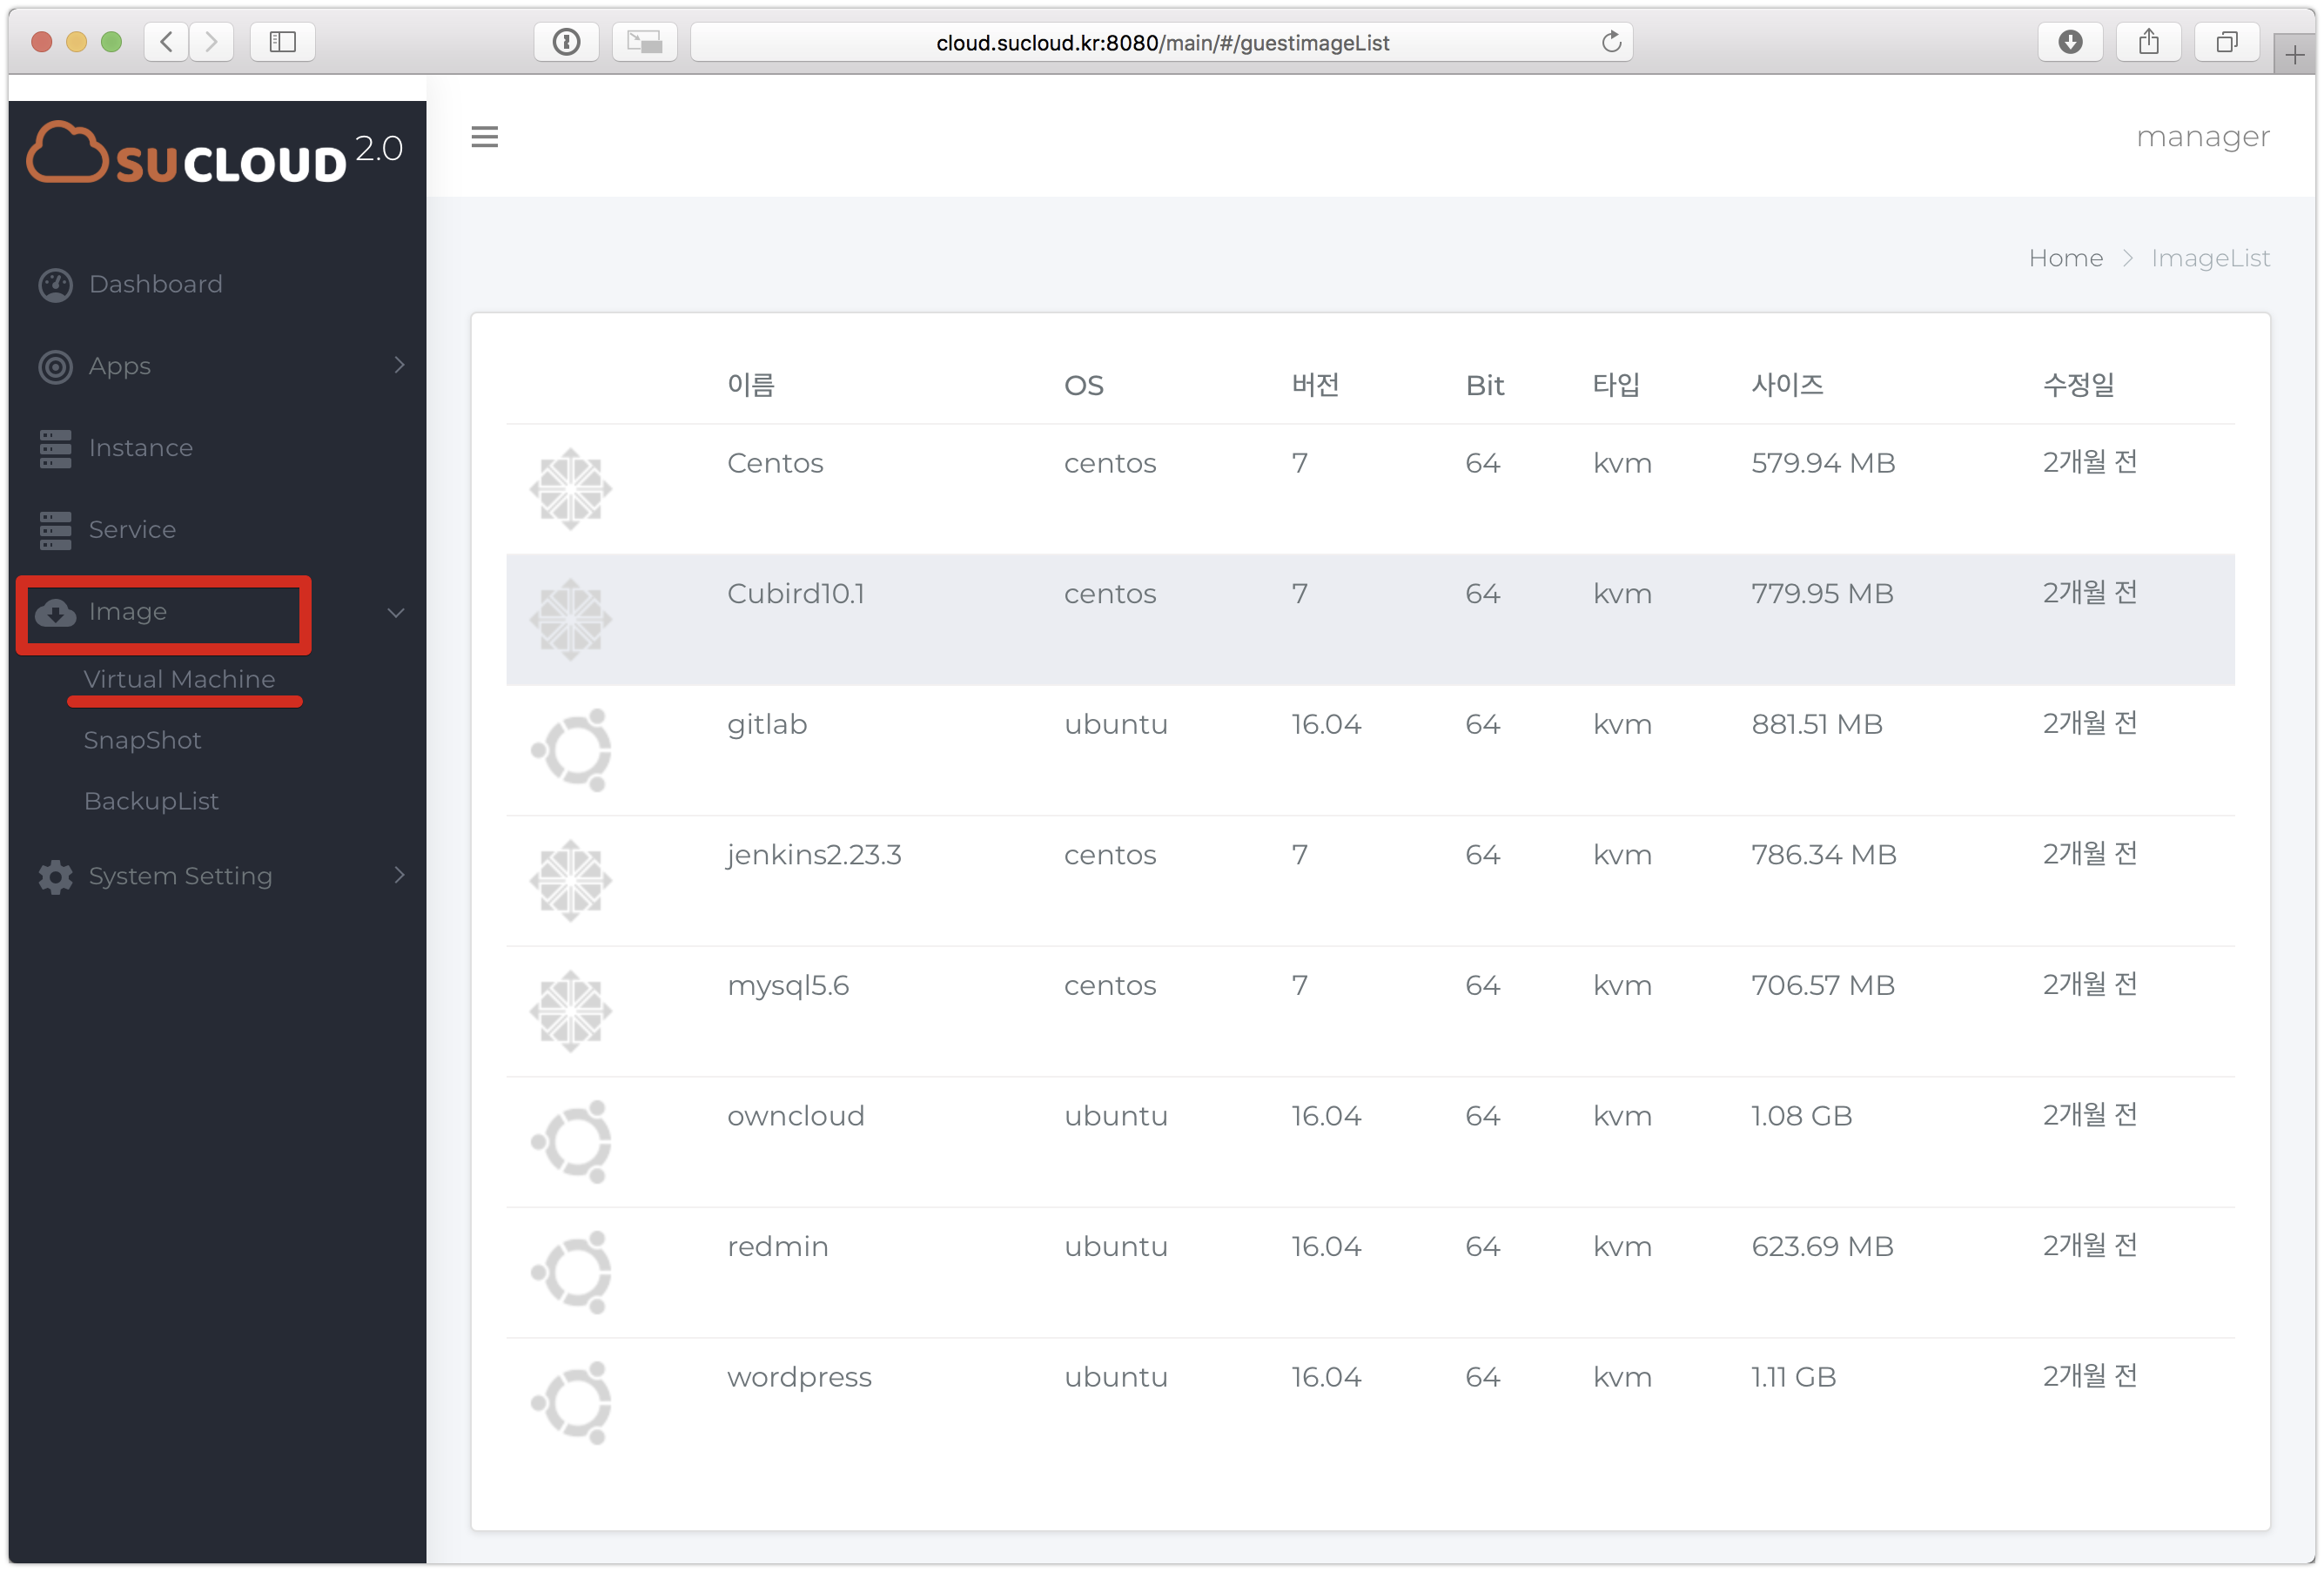 cloud.sucloud.kr:8080/main/#/guestimageList
SUCLOUD 2.0
manager
Home > ImageList
Dashboard
Apps
Instance
Service
Image
Virtual Machine
SnapShot
BackupList
System Setting
이름 OS 버전 Bit 타입 사이즈 수정일
Centos centos 7 64 kvm 579.94 MB 2개월 전
Cubird10.1 centos 7 64 kvm 779.95 MB 2개월 전
gitlab ubuntu 16.04 64 kvm 881.51 MB 2개월 전
jenkins2.23.3 centos 7 64 kvm 786.34 MB 2개월 전
mysql5.6 centos 7 64 kvm 706.57 MB 2개월 전
owncloud ubuntu 16.04 64 kvm 1.08 GB 2개월 전
redmin ubuntu 16.04 64 kvm 623.69 MB 2개월 전
wordpress ubuntu 16.04 64 kvm 1.11 GB 2개월 전